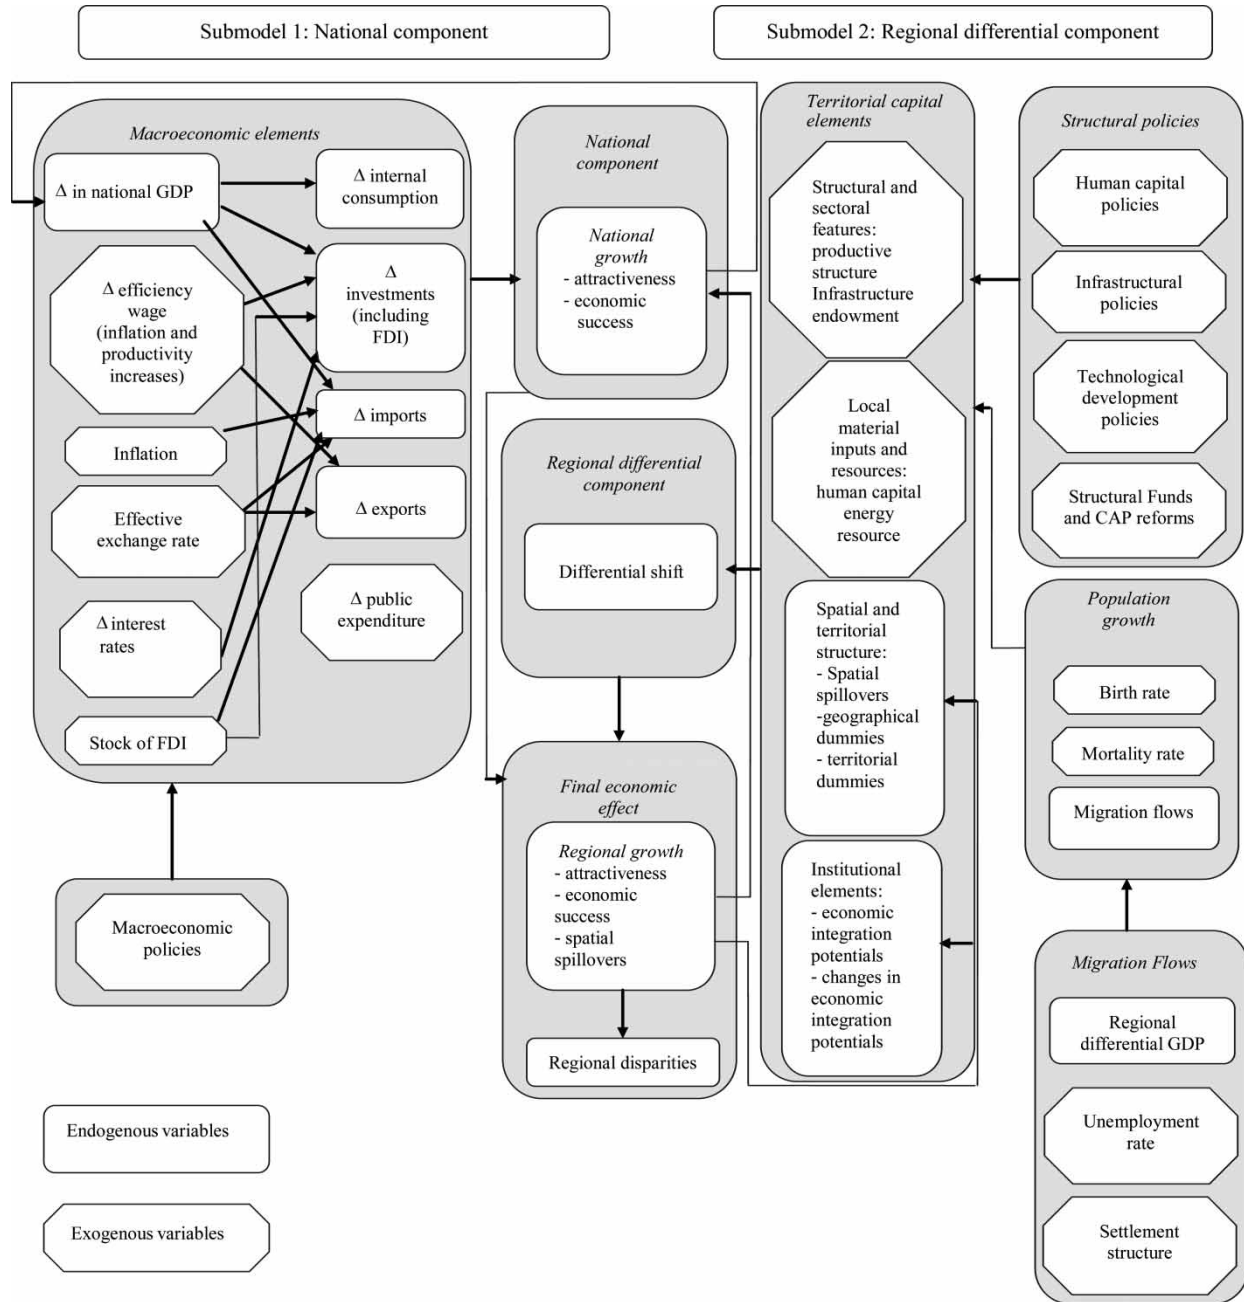 Submodel 1: National component
Submodel 2: Regional differential component
Macroeconomic elements
Δ in national GDP
Δ internal
consumption
Δ efficiency
wage
(inflation and
productivity
increases)
Δ
investments
(including
FDI)
Δ imports
Inflation
Effective
exchange rate
Δ exports
Δ interest
rates
Δ public
expenditure
Stock of FDI
Macroeconomic
policies
National
component
National
growth
- attractiveness
- economic
success
Regional differential
component
Differential shift
Final economic
effect
Regional growth
- attractiveness
- economic
success
- spatial
spillovers
Regional disparities
Territorial capital
elements
Structural and
sectoral
features:
productive
structure
Infrastructure
endowment
Local
material
inputs and
resources:
human capital
energy
resource
Spatial and
territorial
structure:
- Spatial
spillovers
-geographical
dummies
- territorial
dummies
Institutional
elements:
- economic
integration
potentials
- changes in
economic
integration
potentials
Structural policies
Human capital
policies
Infrastructural
policies
Technological
development
policies
Structural Funds
and CAP reforms
Population
growth
Birth rate
Mortality rate
Migration flows
Migration Flows
Regional
differential GDP
Unemployment
rate
Settlement
structure
Endogenous variables
Exogenous variables